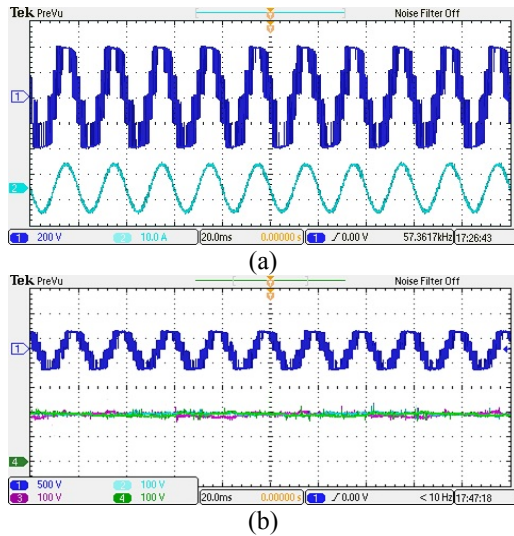 Tek PreVu Noise Filter Off
1
2
1 200 V 2 10.0 A 20.0ms 0.00000 s 1 0.00 V 57.3617kHz 17:26:43
(a)
Tek PreVu Noise Filter Off
1
4
1 500 V 2 100 V
3 100 V 4 100 V 20.0ms 0.00000 s 1 0.00 V < 10 Hz 17:47:18
(b)